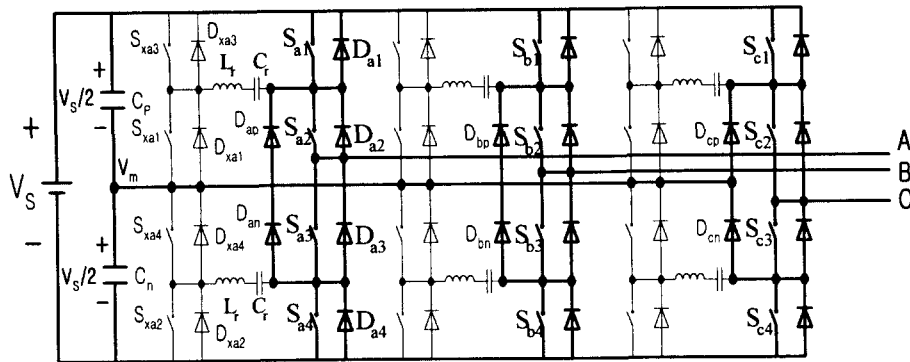 S_xa3 D_xa3 S_a1 D_a1 S_b1 S_c1
+ L_r C_r
V_S/2 C_P
− S_xa1 D_xa1 D_ap S_a2 D_a2 D_bp S_b2 D_cp S_c2
+ A
V_m B
V_S C
− S_xa4 D_xa4 D_an S_a3 D_a3 D_bn S_b3 D_cn S_c3
+
V_S/2 C_n
− L_r C_r
S_xa2 D_xa2 S_a4 D_a4 S_b4 S_c4